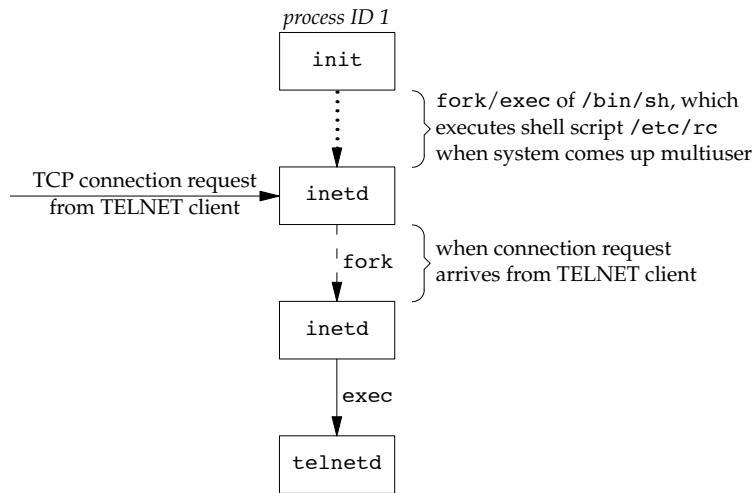 process ID 1
init
fork/exec of /bin/sh, which
executes shell script /etc/rc
when system comes up multiuser
TCP connection request
from TELNET client
inetd
fork
when connection request
arrives from TELNET client
inetd
exec
telnetd